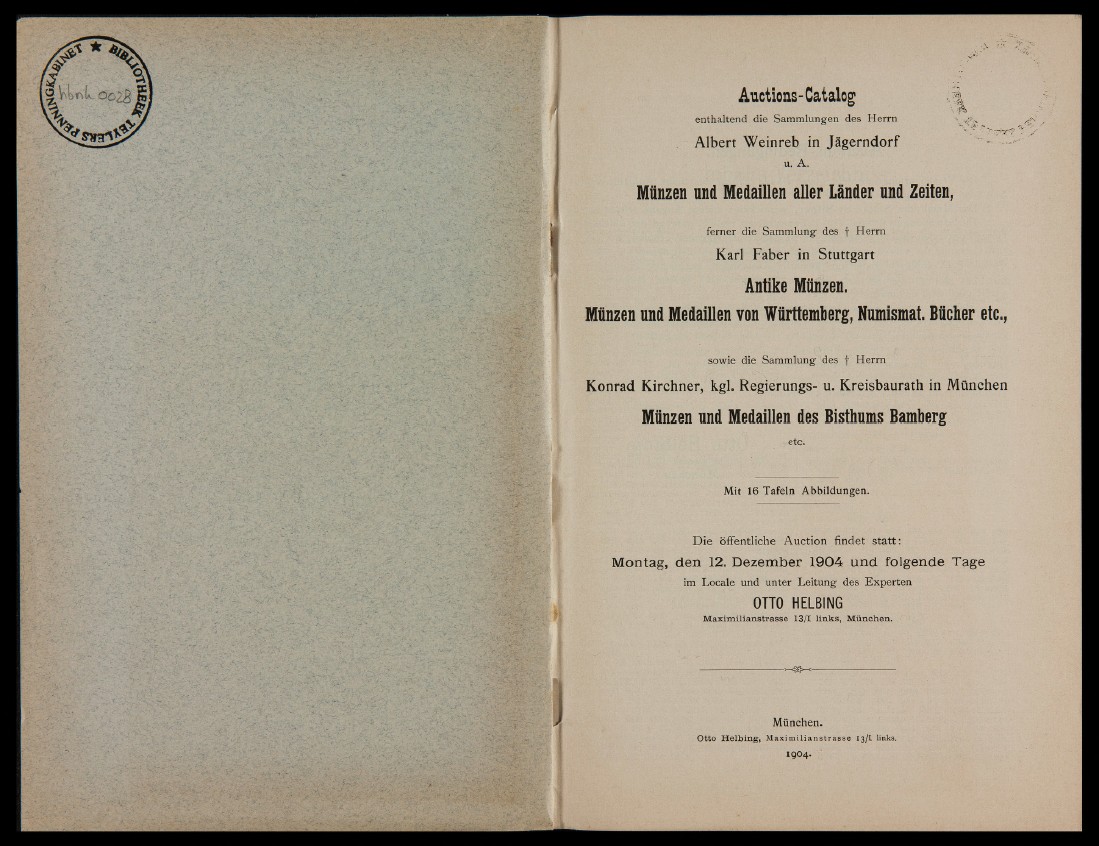 BIBLIOTHEEK TEYLERS PENNINGKABINET
hbnh 0028
Auctions-Catalog
enthaltend die Sammlungen des Herrn
Albert Weinreb in Jägerndorf
u. A.
Münzen und Medaillen aller Länder und Zeiten,
ferner die Sammlung des † Herrn
Karl Faber in Stuttgart
Antike Münzen.
Münzen und Medaillen von Württemberg, Numismat. Bücher etc.,
sowie die Sammlung des † Herrn
Konrad Kirchner, kgl. Regierungs- u. Kreisbaurath in München
Münzen und Medaillen des Bisthums Bamberg
etc.
Mit 16 Tafeln Abbildungen.
Die öffentliche Auction findet statt:
Montag, den 12. Dezember 1904 und folgende Tage
im Locale und unter Leitung des Experten
OTTO HELBING
Maximilianstrasse 13/I links, München.
München.
Otto Helbing, Maximilianstrasse 13/I. links.
1904.